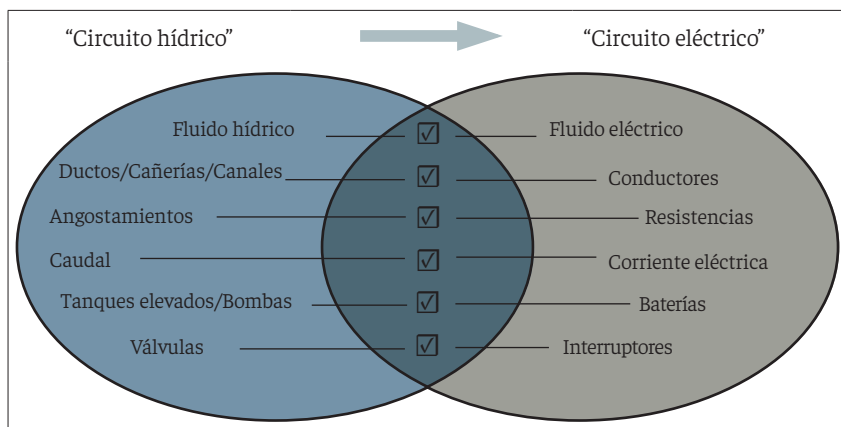 “Circuito hídrico” “Circuito eléctrico”
Fluido hídrico ☑ Fluido eléctrico
Ductos/Cañerías/Canales ☑ Conductores
Angostamientos ☑ Resistencias
Caudal ☑ Corriente eléctrica
Tanques elevados/Bombas ☑ Baterías
Válvulas ☑ Interruptores